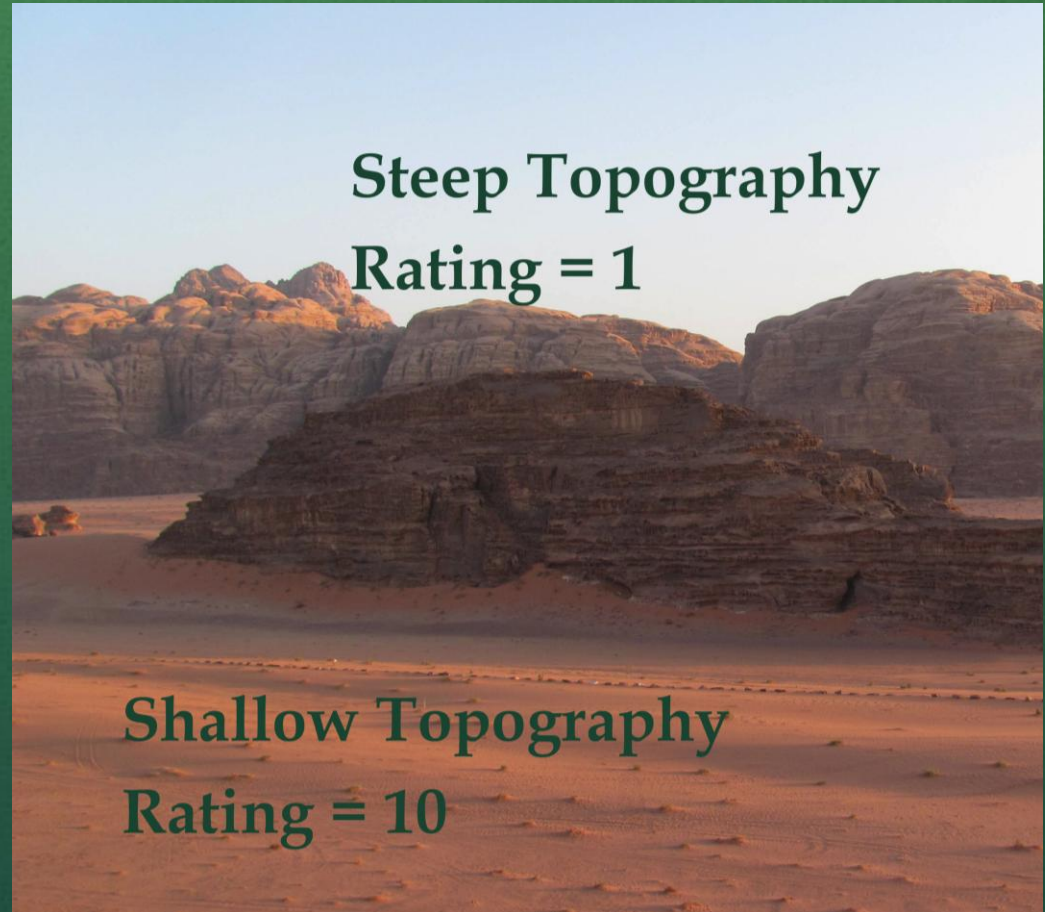 Steep Topography
Rating = 1
Shallow Topography
Rating = 10